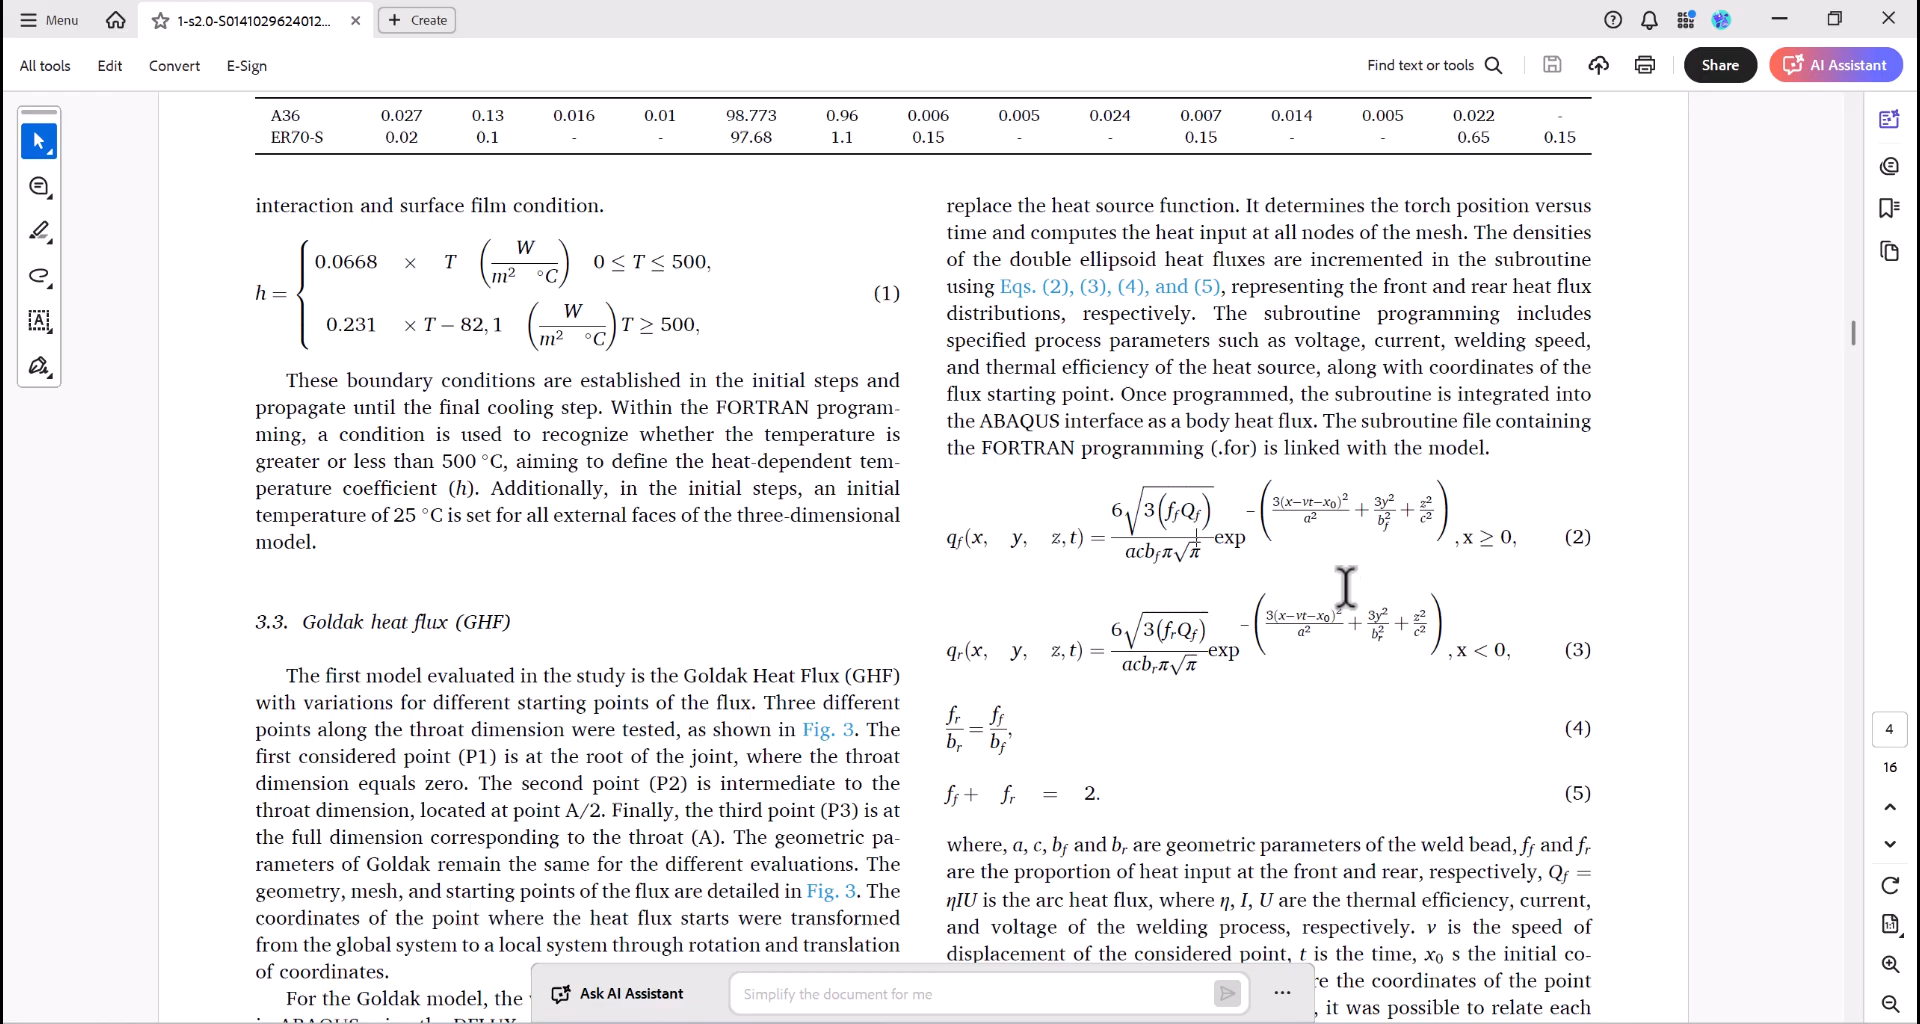 Menu
1-s2.0-S0141029624012...
Create
All tools
Edit
Convert
E-Sign
Find text or tools
Share
AI Assistant
A36 0.027 0.13 0.016 0.01 98.773 0.96 0.006 0.005 0.024 0.007 0.014 0.005 0.022 -
ER70-S 0.02 0.1 - - 97.68 1.1 0.15 - - 0.15 - - 0.65 0.15
interaction and surface film condition.
h = { 0.0668 × T (W / m² °C) 0 ≤ T ≤ 500,
0.231 × T − 82,1 (W / m² °C) T ≥ 500, (1)
These boundary conditions are established in the initial steps and
propagate until the final cooling step. Within the FORTRAN program-
ming, a condition is used to recognize whether the temperature is
greater or less than 500 °C, aiming to define the heat-dependent tem-
perature coefficient (h). Additionally, in the initial steps, an initial
temperature of 25 °C is set for all external faces of the three-dimensional
model.
3.3. Goldak heat flux (GHF)
The first model evaluated in the study is the Goldak Heat Flux (GHF)
with variations for different starting points of the flux. Three different
points along the throat dimension were tested, as shown in Fig. 3. The
first considered point (P1) is at the root of the joint, where the throat
dimension equals zero. The second point (P2) is intermediate to the
throat dimension, located at point A/2. Finally, the third point (P3) is at
the full dimension corresponding to the throat (A). The geometric pa-
rameters of Goldak remain the same for the different evaluations. The
geometry, mesh, and starting points of the flux are detailed in Fig. 3. The
coordinates of the point where the heat flux starts were transformed
from the global system to a local system through rotation and translation
of coordinates.
For the Goldak model, the
replace the heat source function. It determines the torch position versus
time and computes the heat input at all nodes of the mesh. The densities
of the double ellipsoid heat fluxes are incremented in the subroutine
using Eqs. (2), (3), (4), and (5), representing the front and rear heat flux
distributions, respectively. The subroutine programming includes
specified process parameters such as voltage, current, welding speed,
and thermal efficiency of the heat source, along with coordinates of the
flux starting point. Once programmed, the subroutine is integrated into
the ABAQUS interface as a body heat flux. The subroutine file containing
the FORTRAN programming (.for) is linked with the model.
q_f(x, y, z, t) = 6√3(f_f Q_f) / acb_f π√π exp −(3(x−vt−x₀)²/a² + 3y²/b_f² + z²/c²) , x ≥ 0, (2)
q_r(x, y, z, t) = 6√3(f_r Q_f) / acb_r π√π exp −(3(x−vt−x₀)²/a² + 3y²/b_r² + z²/c²) , x < 0, (3)
f_r / b_r = f_f / b_f, (4)
f_f + f_r = 2. (5)
where, a, c, b_f and b_r are geometric parameters of the weld bead, f_f and f_r
are the proportion of heat input at the front and rear, respectively, Q_f =
ηIU is the arc heat flux, where η, I, U are the thermal efficiency, current,
and voltage of the welding process, respectively. v is the speed of
displacement of the considered point, t is the time, x₀ s the initial co-
re the coordinates of the point
, it was possible to relate each
Ask AI Assistant
Simplify the document for me
4
16
1:1